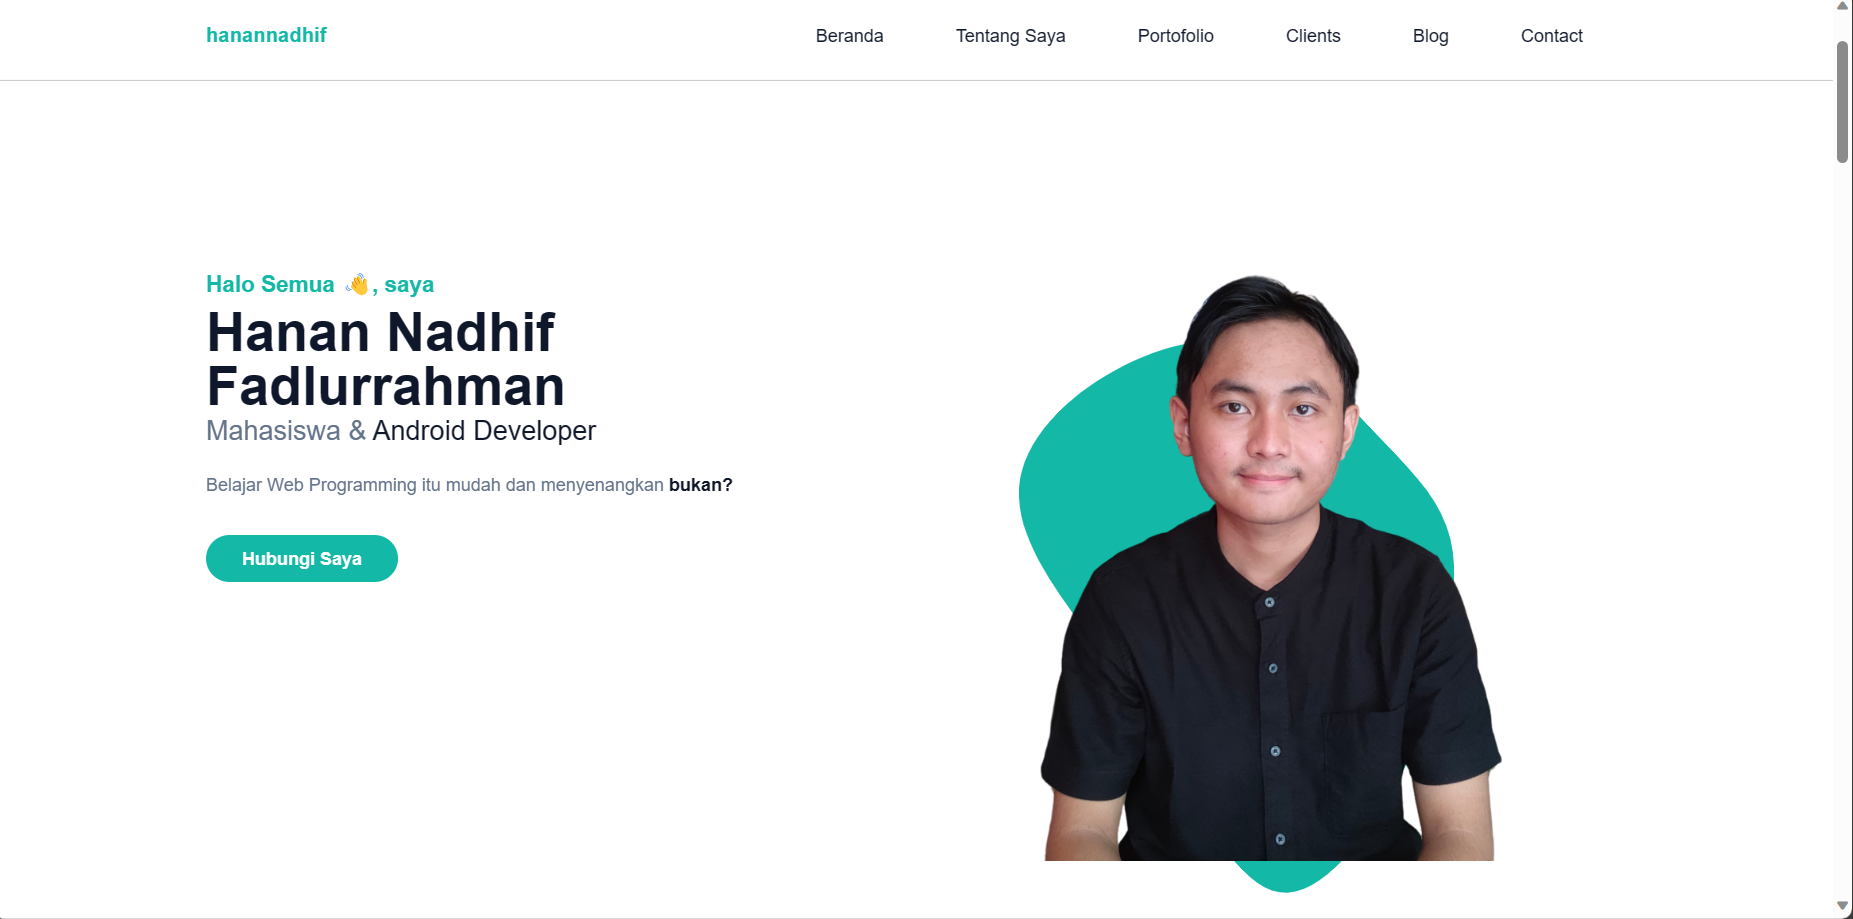 hanannadhif
Beranda Tentang Saya Portofolio Clients Blog Contact
Halo Semua 👋, saya
Hanan Nadhif
Fadlurrahman
Mahasiswa & Android Developer
Belajar Web Programming itu mudah dan menyenangkan bukan?
Hubungi Saya